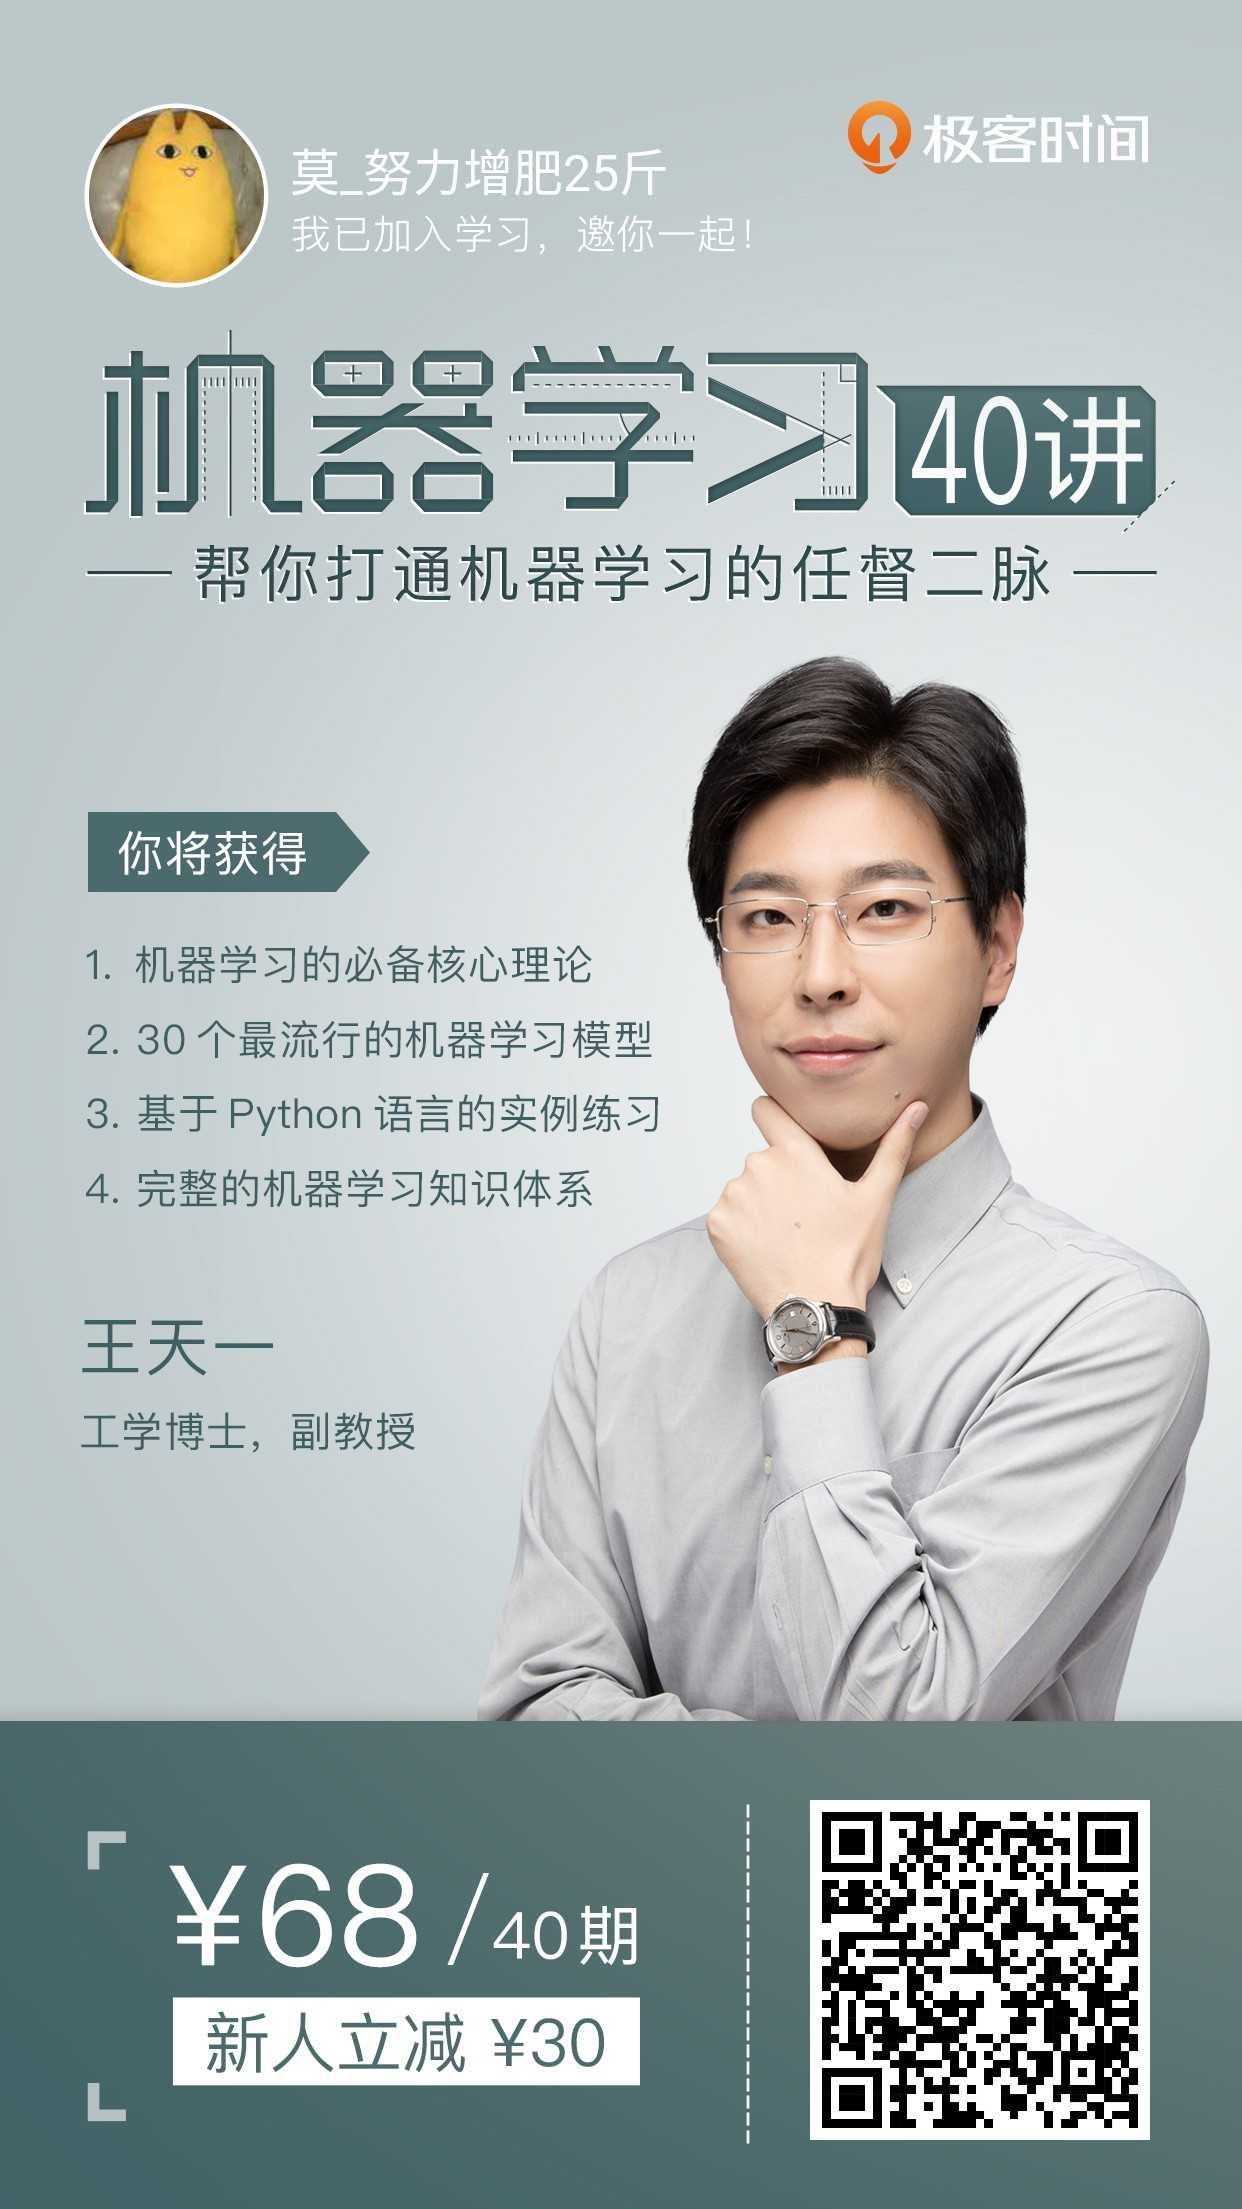 极客时间
莫_努力增肥25斤
我已加入学习，邀你一起！
机器学习 40讲
帮你打通机器学习的任督二脉
你将获得
1. 机器学习的必备核心理论
2. 30 个最流行的机器学习模型
3. 基于 Python 语言的实例练习
4. 完整的机器学习知识体系
王天一
工学博士，副教授
¥68 / 40 期
新人立减 ¥30